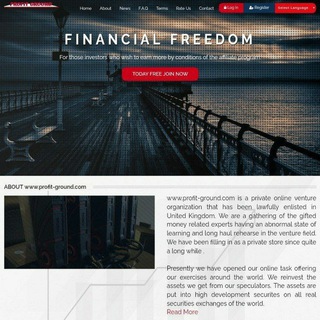 PROFIT GROUND
Home About News F.A.Q. Terms Rate Us Contact Log In Register Select Language
FINANCIAL FREEDOM
For those investors who wish to earn more by conditions of the affiliate program.
TODAY FREE JOIN NOW
ABOUT www.profit-ground.com
www.profit-ground.com is a private online venture
organization that has been lawfully enlisted in
United Kingdom. We are a gathering of the gifted
money related experts having an abnormal state of
learning and long haul rehearse in the venture field.
We have been filling in as a private store since quite
a long while .
Presently we have opened our online task offering
our exercises around the world. We reinvest the
assets we get from our speculators. The assets are
put into high development securites on all real
securities exchanges of the world.
Read More